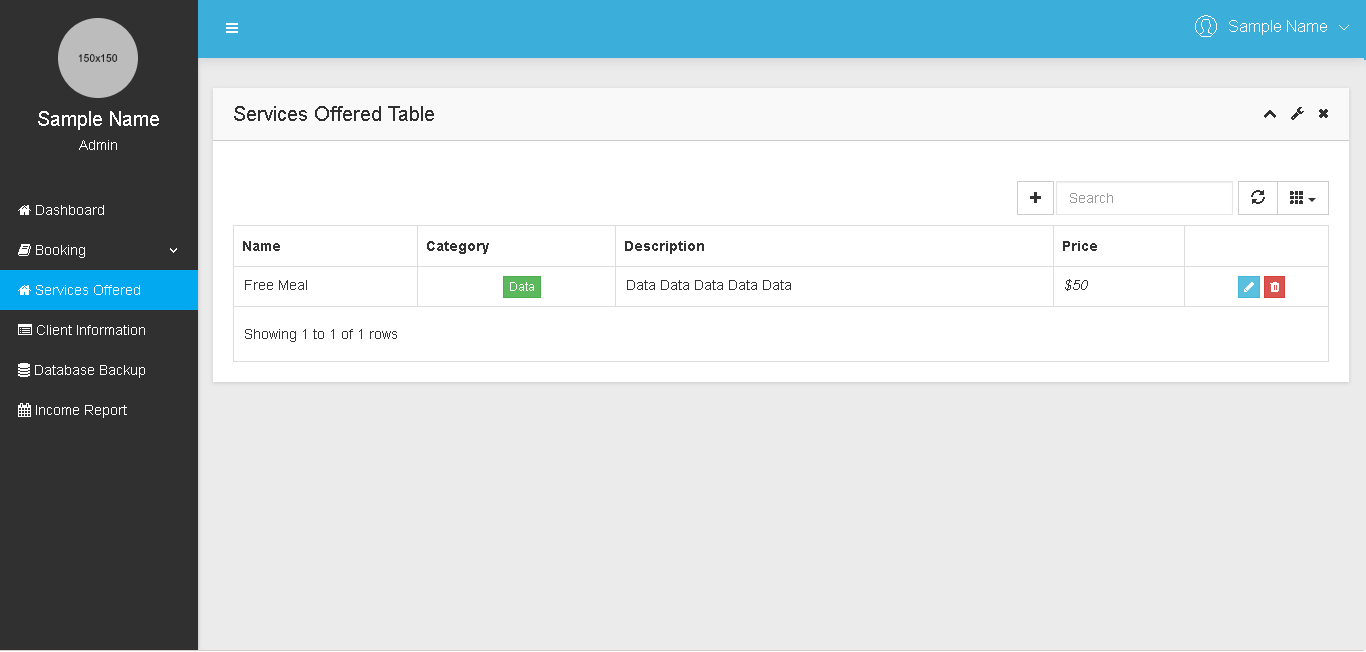 150x150
Sample Name
Admin
Dashboard
Booking
Services Offered
Client Information
Database Backup
Income Report
Sample Name
Services Offered Table
Search
Name Category Description Price
Free Meal Data Data Data Data Data Data $50
Showing 1 to 1 of 1 rows